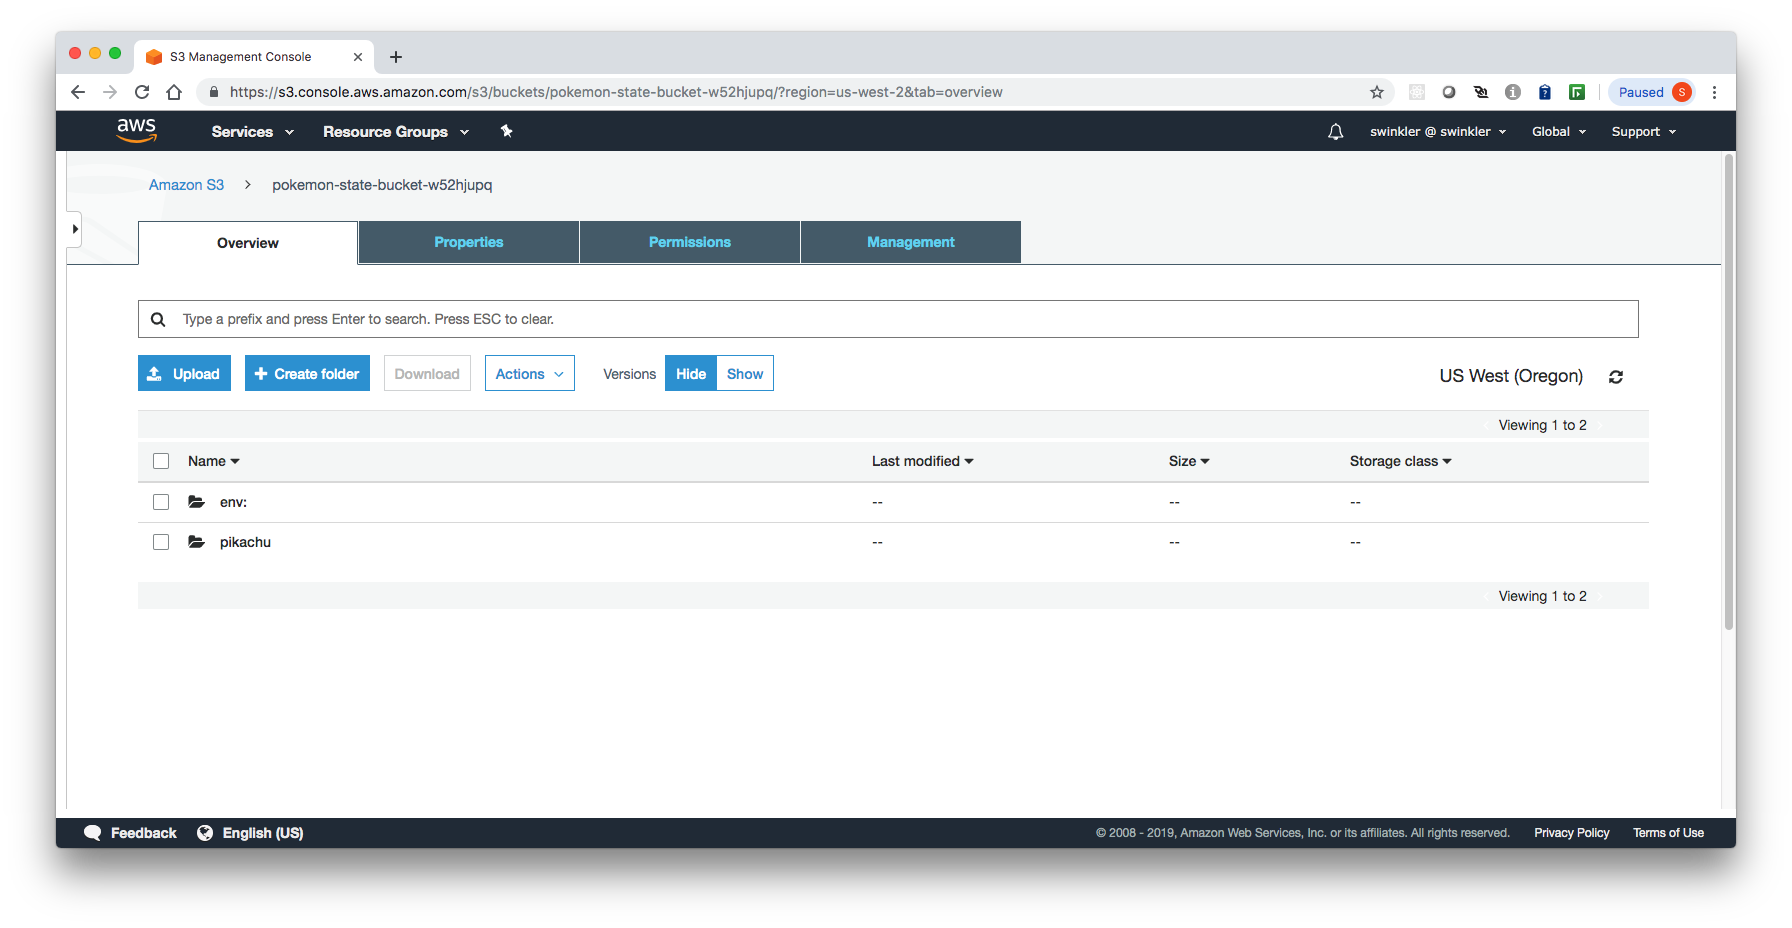 S3 Management Console
https://s3.console.aws.amazon.com/s3/buckets/pokemon-state-bucket-w52hjupq/?region=us-west-2&tab=overview
Paused S
aws Services Resource Groups swinkler @ swinkler Global Support
Amazon S3 > pokemon-state-bucket-w52hjupq
Overview Properties Permissions Management
Type a prefix and press Enter to search. Press ESC to clear.
Upload Create folder Download Actions Versions Hide Show US West (Oregon)
Viewing 1 to 2
Name Last modified Size Storage class
env: -- -- --
pikachu -- -- --
Viewing 1 to 2
Feedback English (US) © 2008 - 2019, Amazon Web Services, Inc. or its affiliates. All rights reserved. Privacy Policy Terms of Use